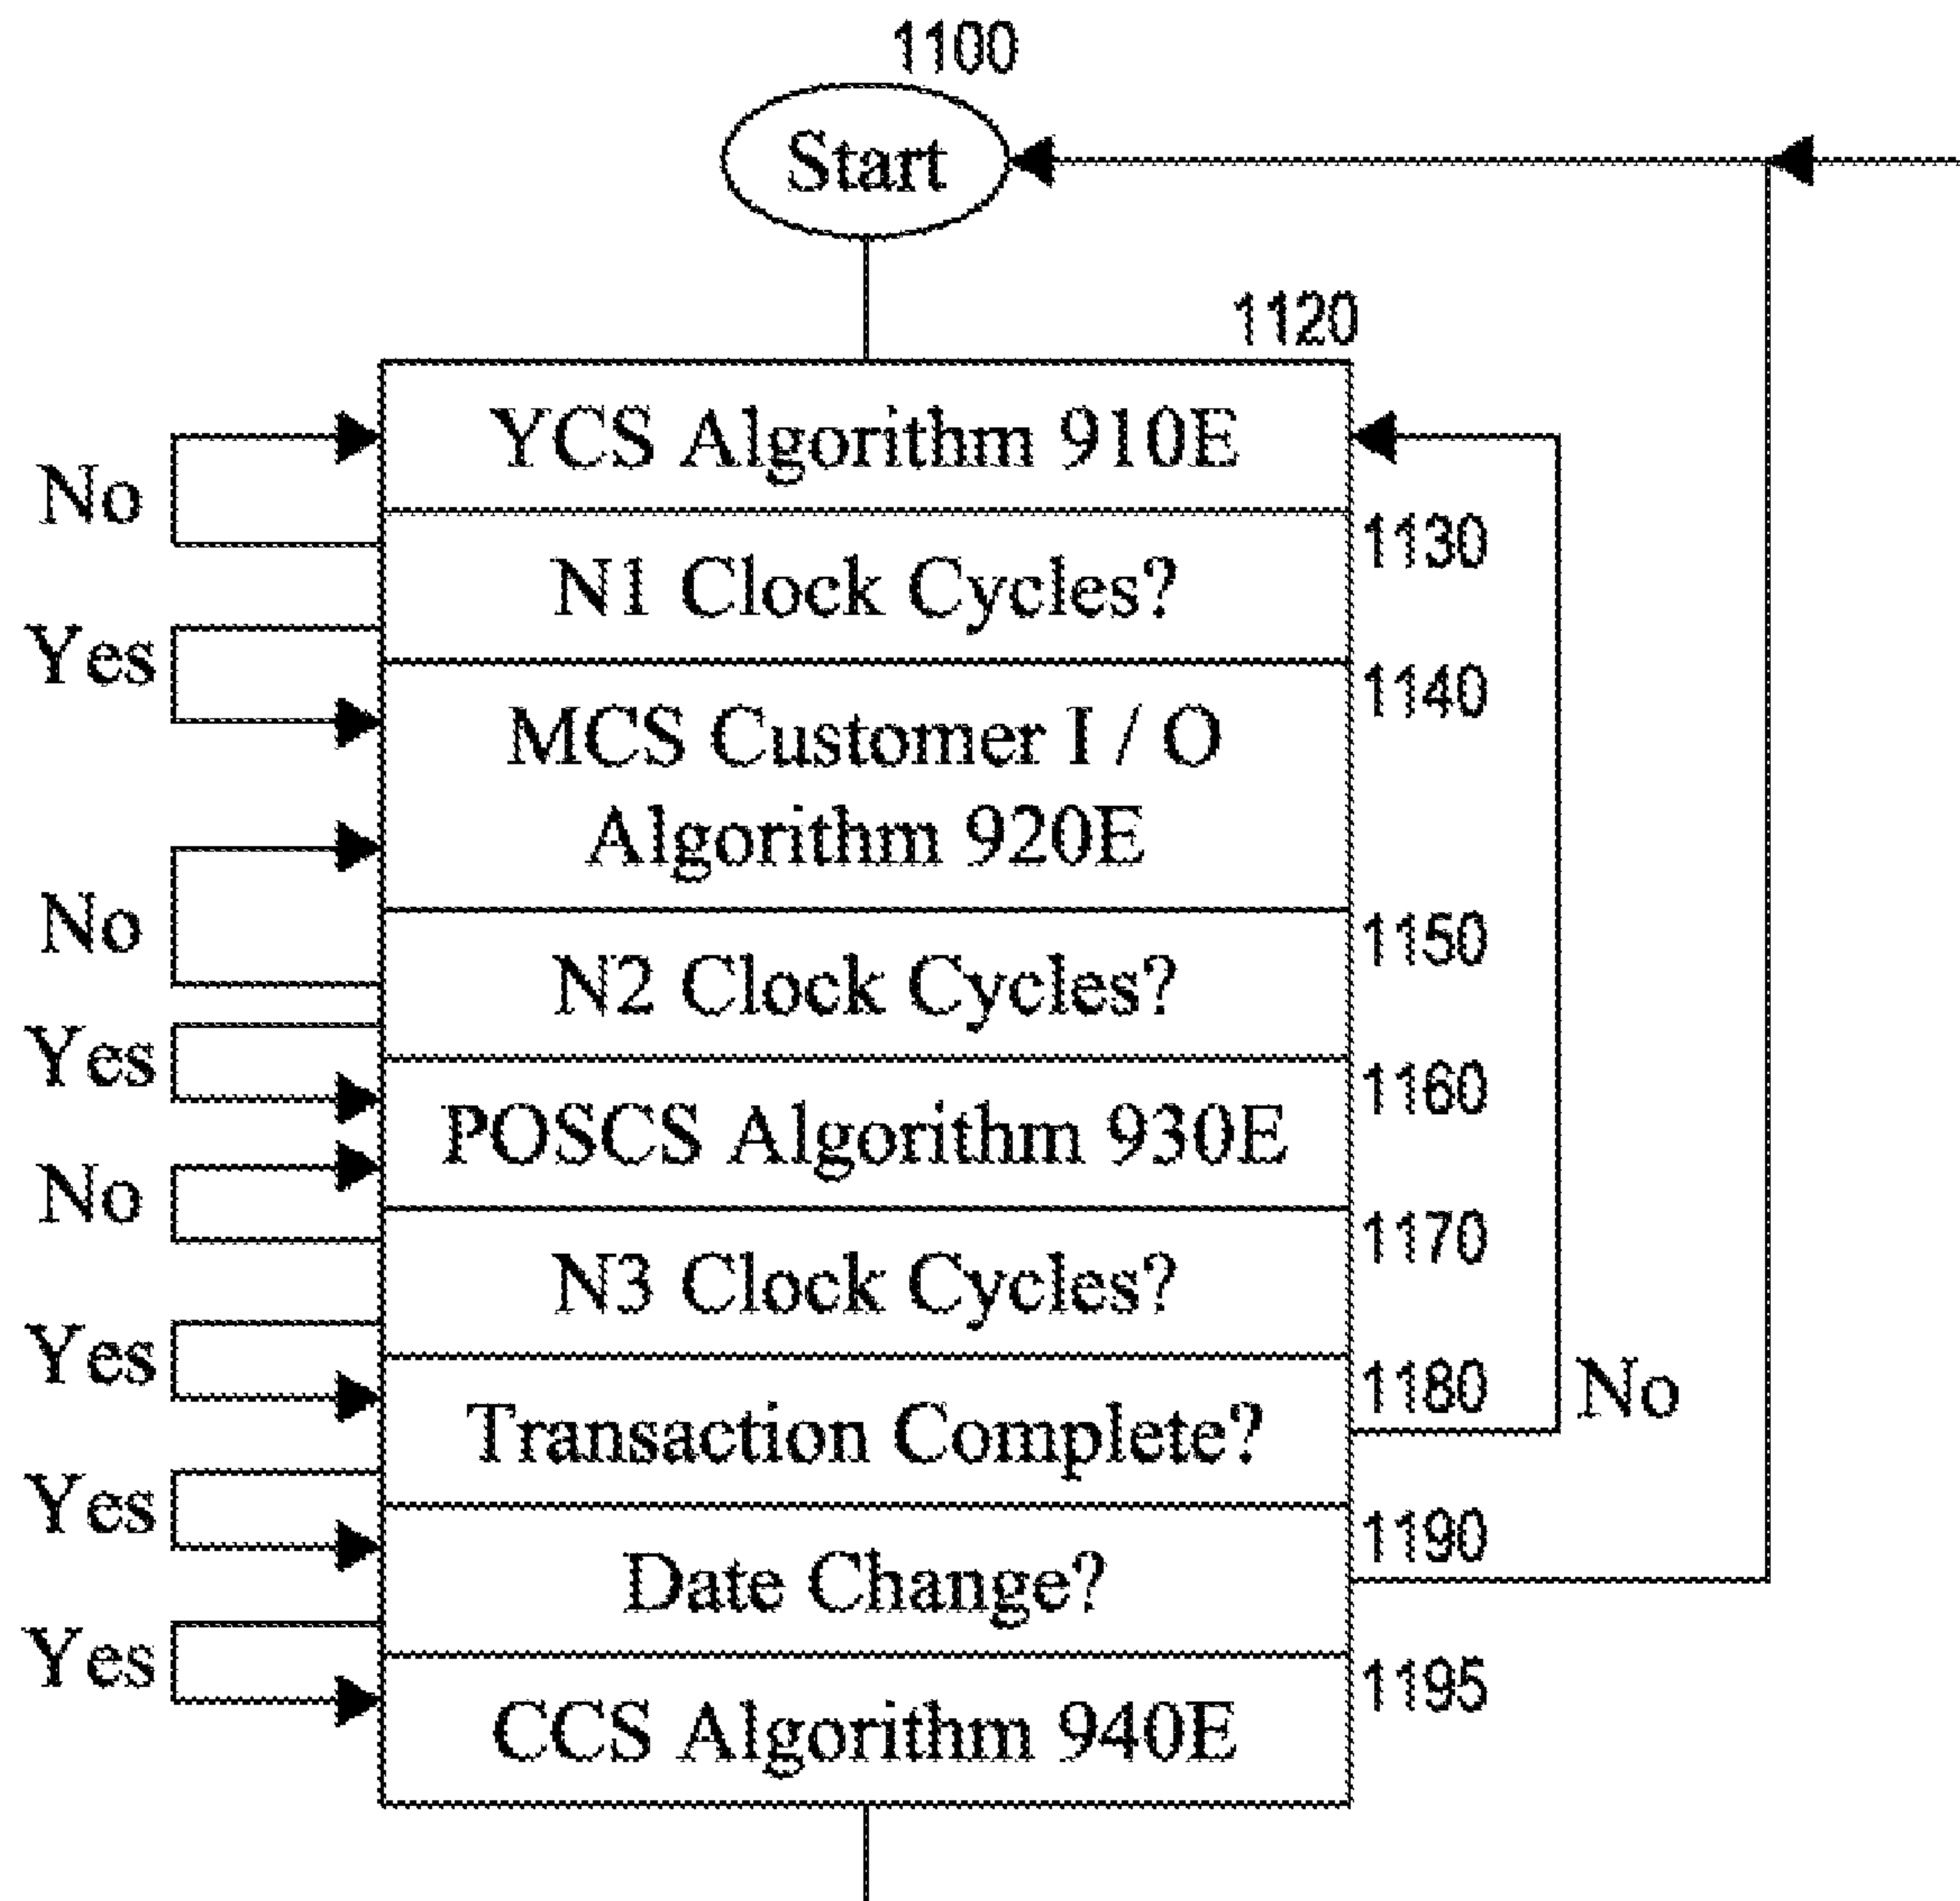 1100
Start
1120
YCS Algorithm 910E
No
1130
N1 Clock Cycles?
Yes
1140
MCS Customer I / O
Algorithm 920E
No
1150
N2 Clock Cycles?
Yes
1160
POSCS Algorithm 930E
No
1170
N3 Clock Cycles?
Yes
1180
No
Transaction Complete?
Yes
1190
Date Change?
Yes
1195
CCS Algorithm 940E